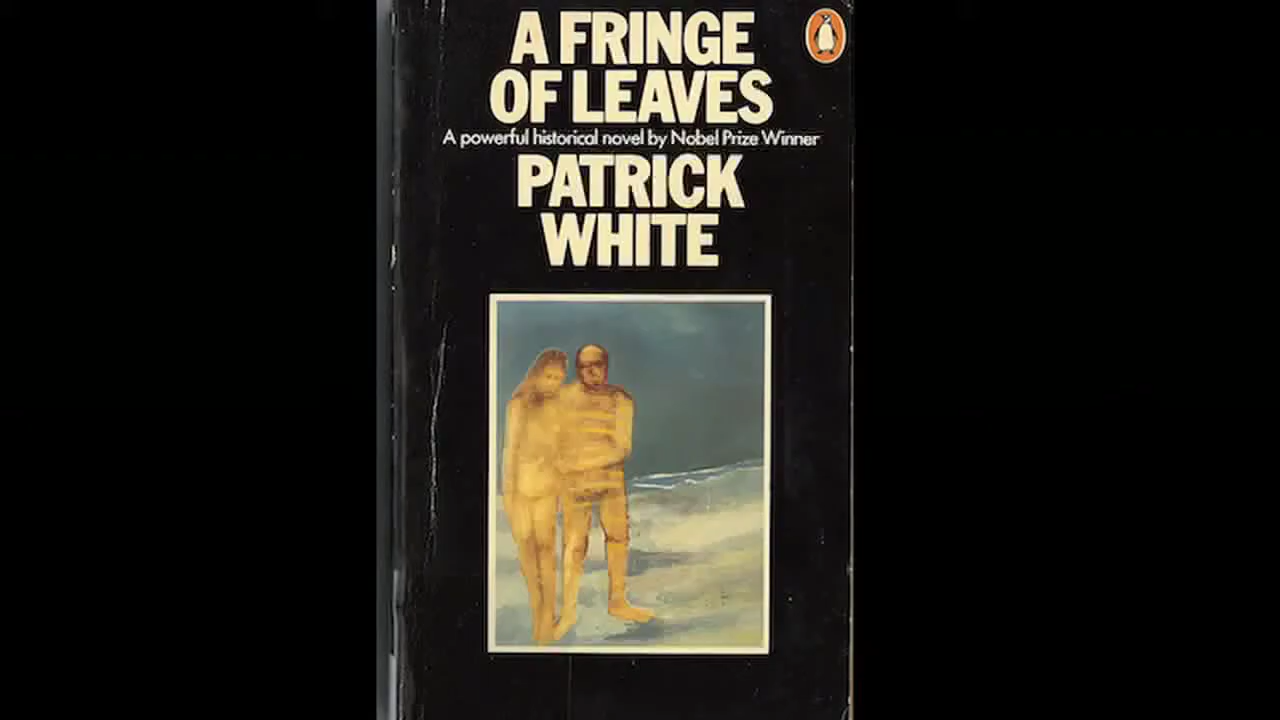 A FRINGE
OF LEAVES
A powerful historical novel by Nobel Prize Winner
PATRICK
WHITE